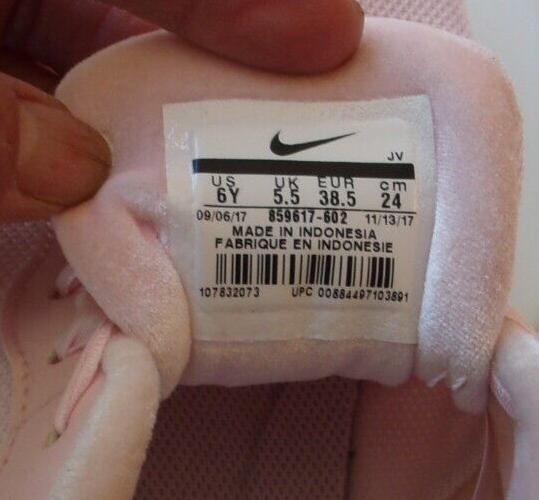 JV
US UK EUR cm
6Y 5.5 38.5 24
09/06/17 859617-602 11/13/17
MADE IN INDONESIA
FABRIQUE EN INDONESIE
107832073 UPC 00884497103891